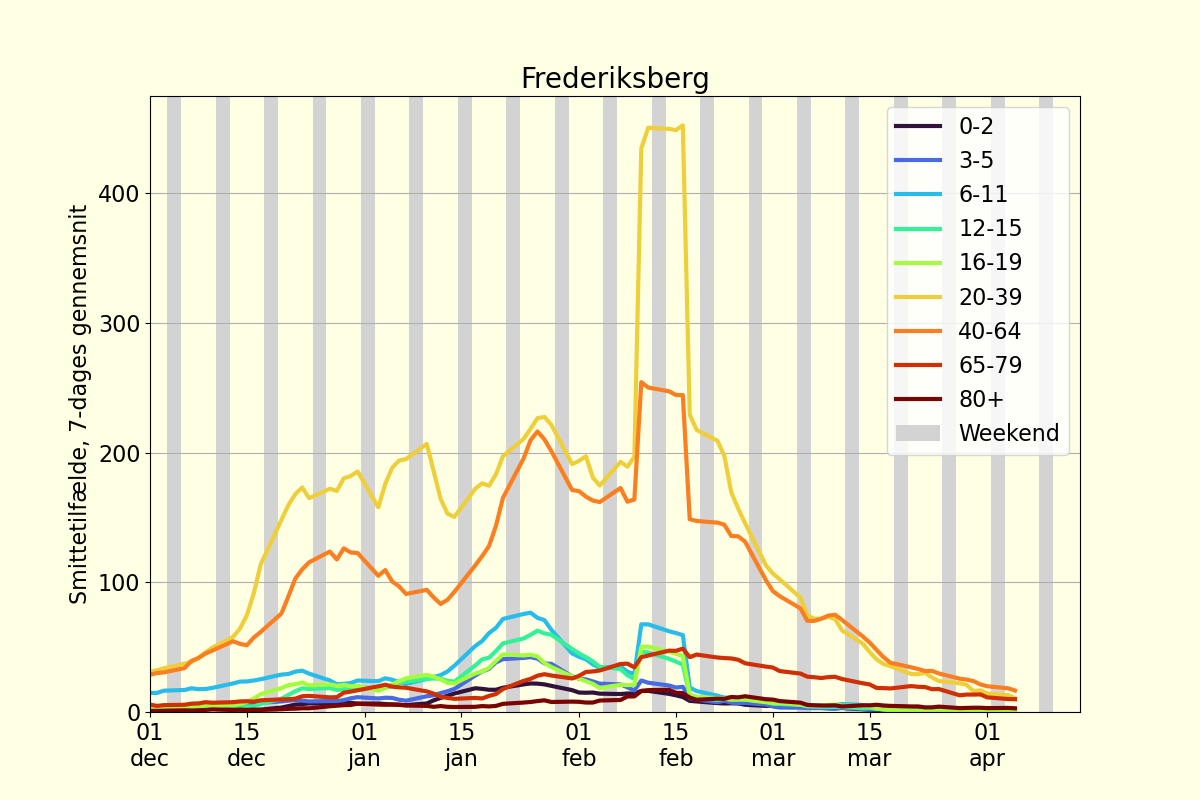 Frederiksberg
Smittetilfælde, 7-dages gennemsnit
400
300
200
100
0
01 dec
15 dec
01 jan
15 jan
01 feb
15 feb
01 mar
15 mar
01 apr
0-2
3-5
6-11
12-15
16-19
20-39
40-64
65-79
80+
Weekend